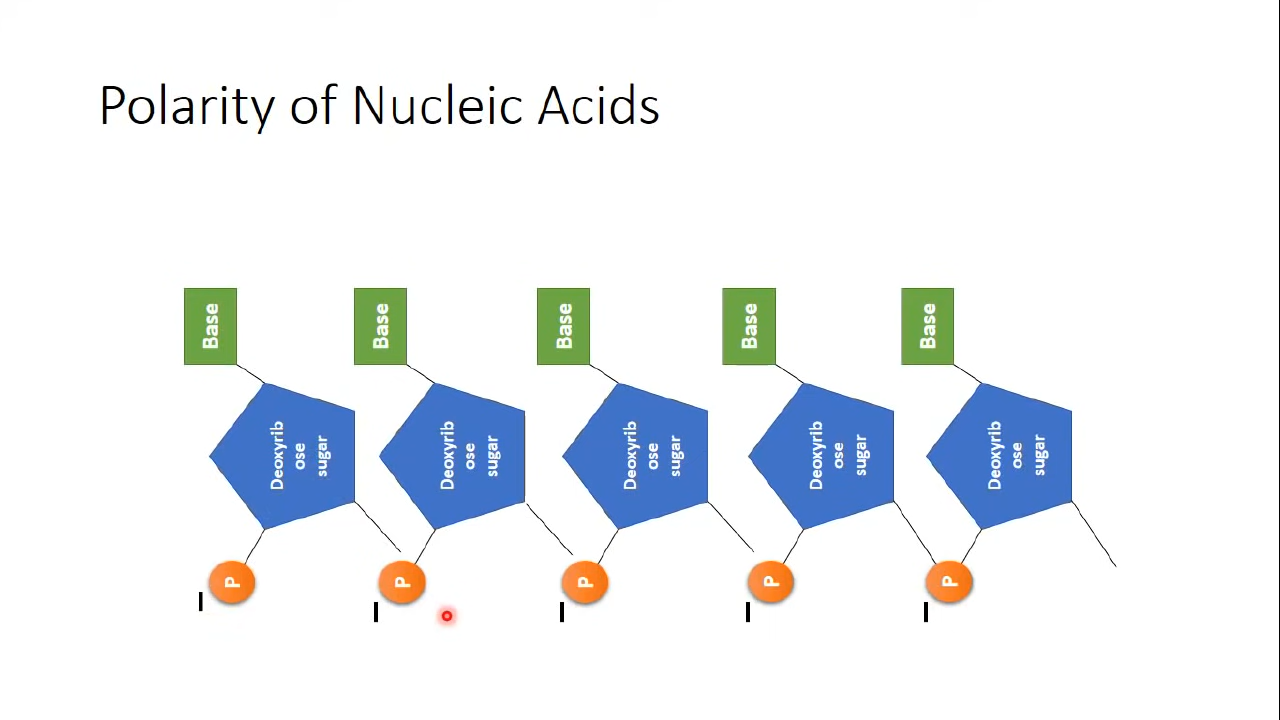 Polarity of Nucleic Acids
Base
Base
Base
Base
Base
Deoxyrib
ose
sugar
Deoxyrib
ose
sugar
Deoxyrib
ose
sugar
Deoxyrib
ose
sugar
Deoxyrib
ose
sugar
P
P
P
P
P